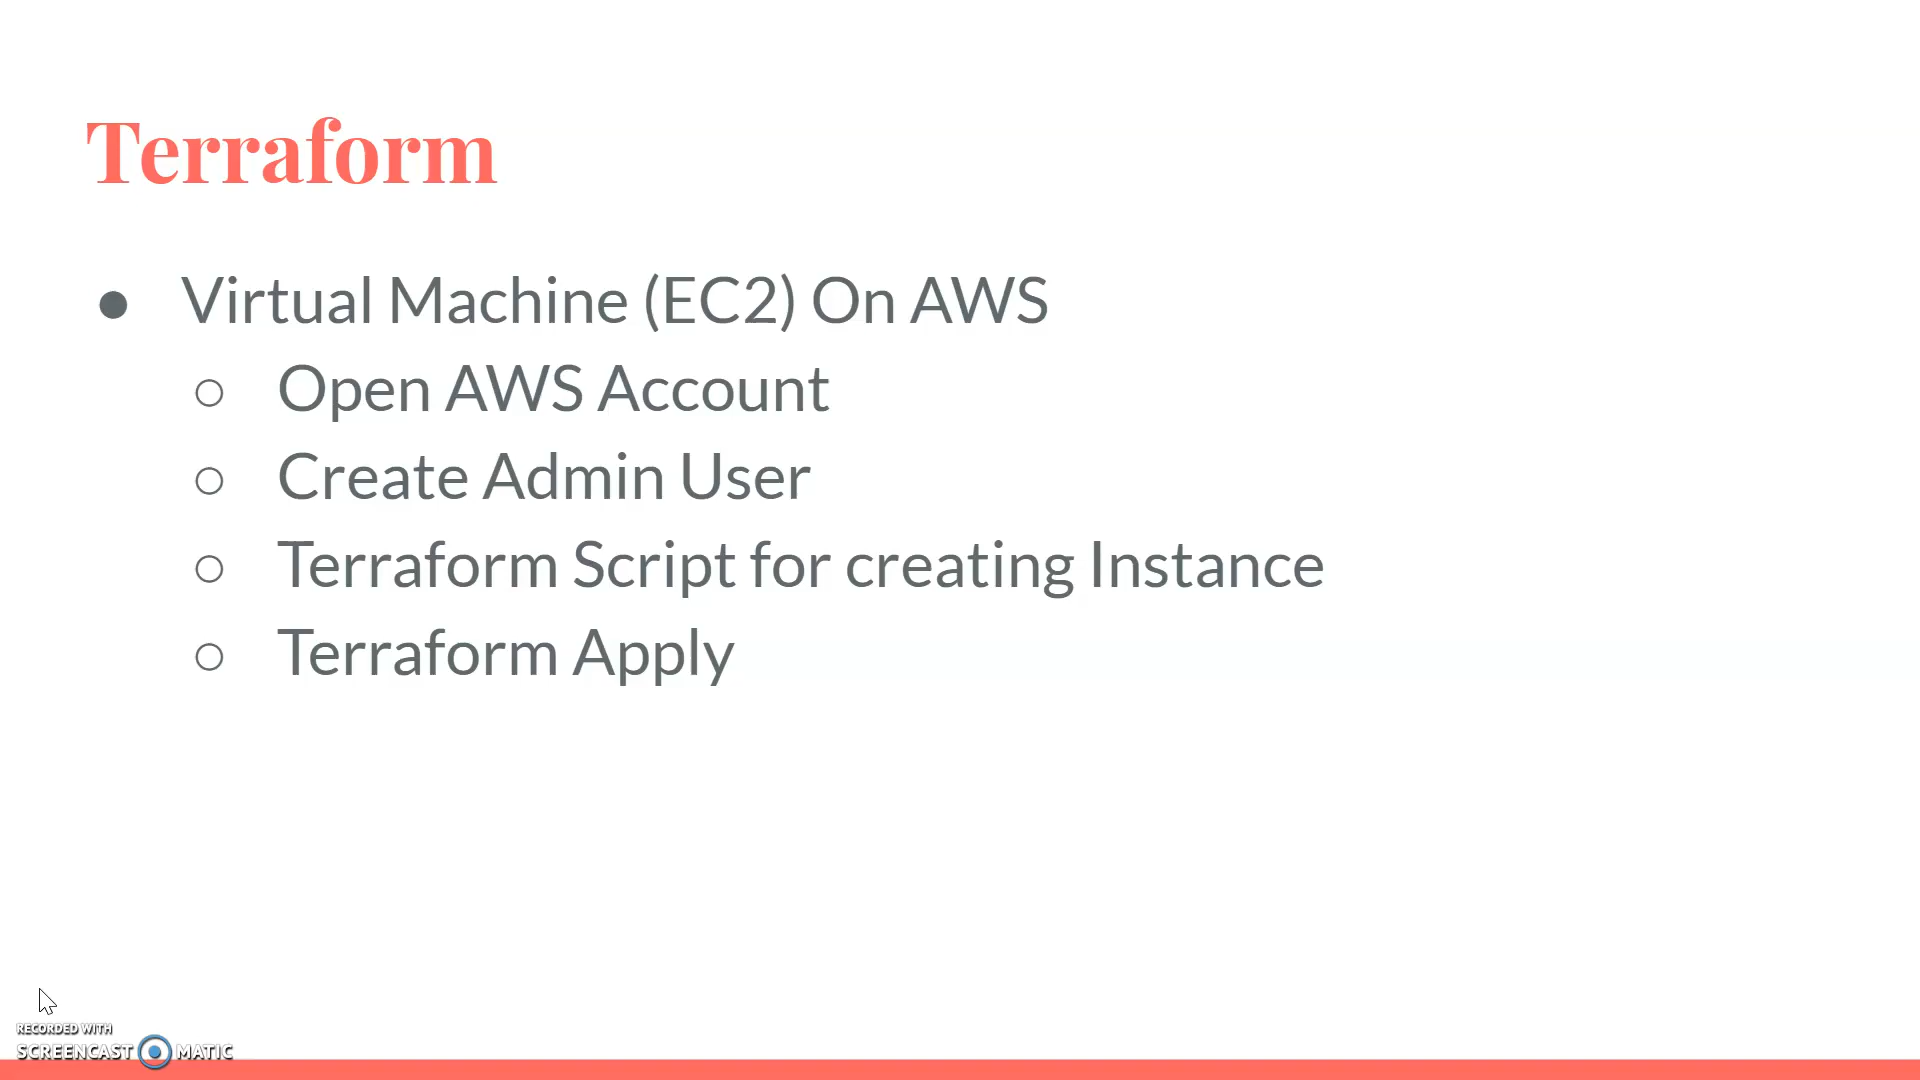 Terraform
● Virtual Machine (EC2) On AWS
○ Open AWS Account
○ Create Admin User
○ Terraform Script for creating Instance
○ Terraform Apply
RECORDED WITH
SCREENCAST MATIC